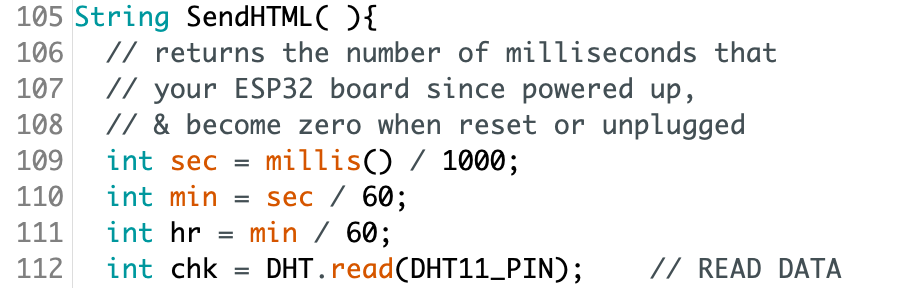 105 String SendHTML( ){
106 // returns the number of milliseconds that
107 // your ESP32 board since powered up,
108 // & become zero when reset or unplugged
109 int sec = millis() / 1000;
110 int min = sec / 60;
111 int hr = min / 60;
112 int chk = DHT.read(DHT11_PIN); // READ DATA